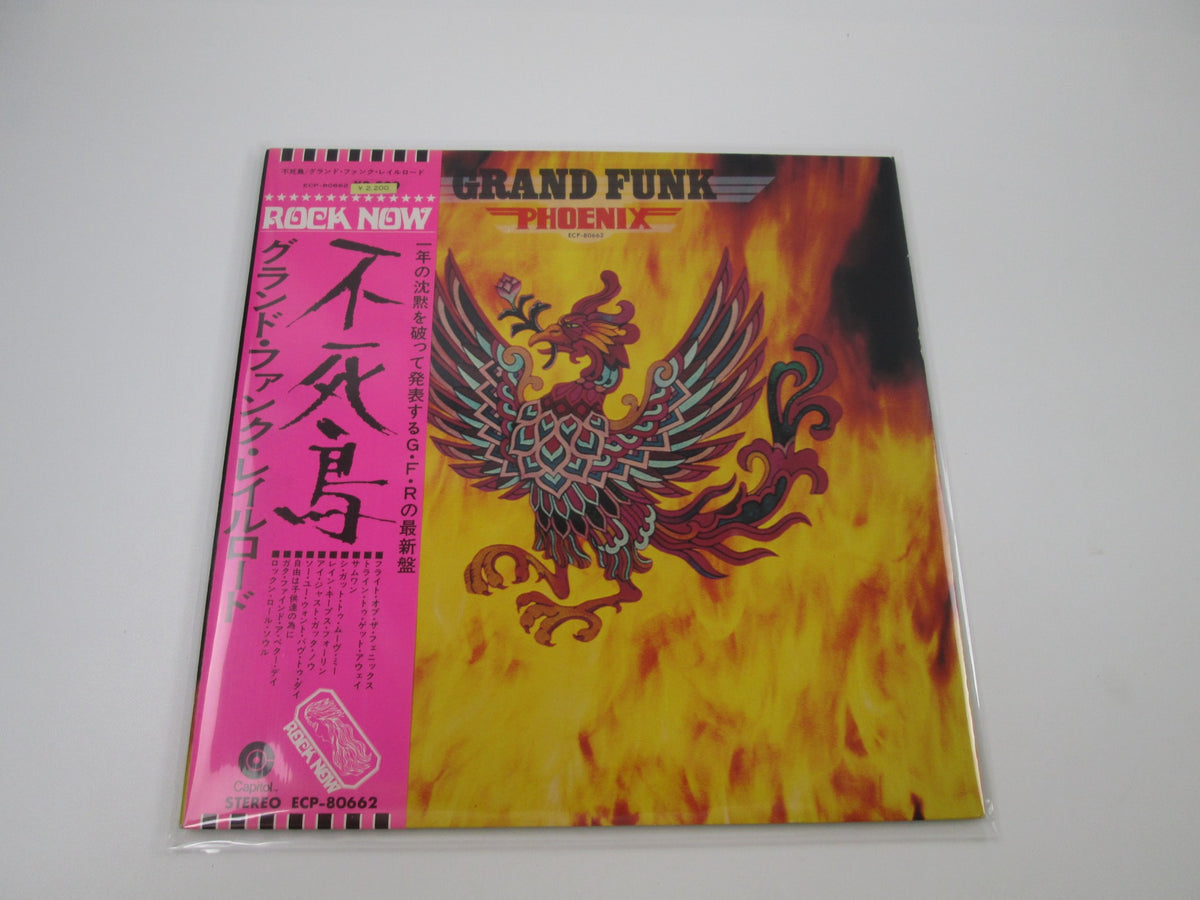 不死鳥/グランド・ファンク・レイルロード
ECP-80662
¥2,200
ROCK NOW
一年の沈黙を破って発表するG・F・Rの最新盤
不死鳥
グランド・ファンク・レイルロード
■フライト・オブ・ザ・フェニックス
■トライン・トゥ・ゲット・アウェイ
■サムワン
■シ・ガット・トゥ・ムーヴ・ミー
■レイン・キープス・フォーリン
■アイ・ジャスト・ガッタ・ノウ
■ソー・ユー・ウォント・バヴ・トゥ・ダイ
■自由は子供達の為に
■ガタ・ファインド・ア・ベター・デイ
■ロックン・ロール・ソウル
ROCK NOW
Capitol
STEREO ECP-80662
GRAND FUNK
PHOENIX
ECP-80662